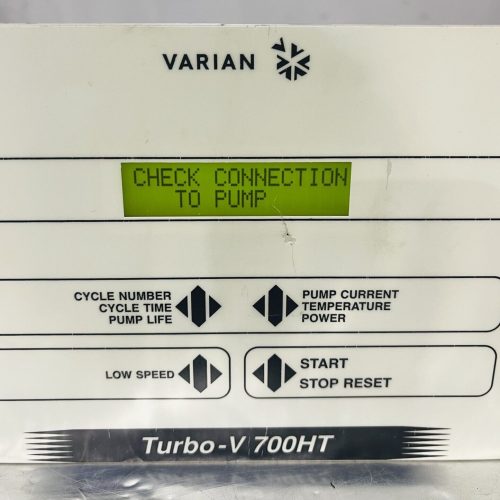 VARIAN
CHECK CONNECTION
TO PUMP
CYCLE NUMBER
CYCLE TIME
PUMP LIFE
PUMP CURRENT
TEMPERATURE
POWER
LOW SPEED
START
STOP RESET
Turbo-V 700HT